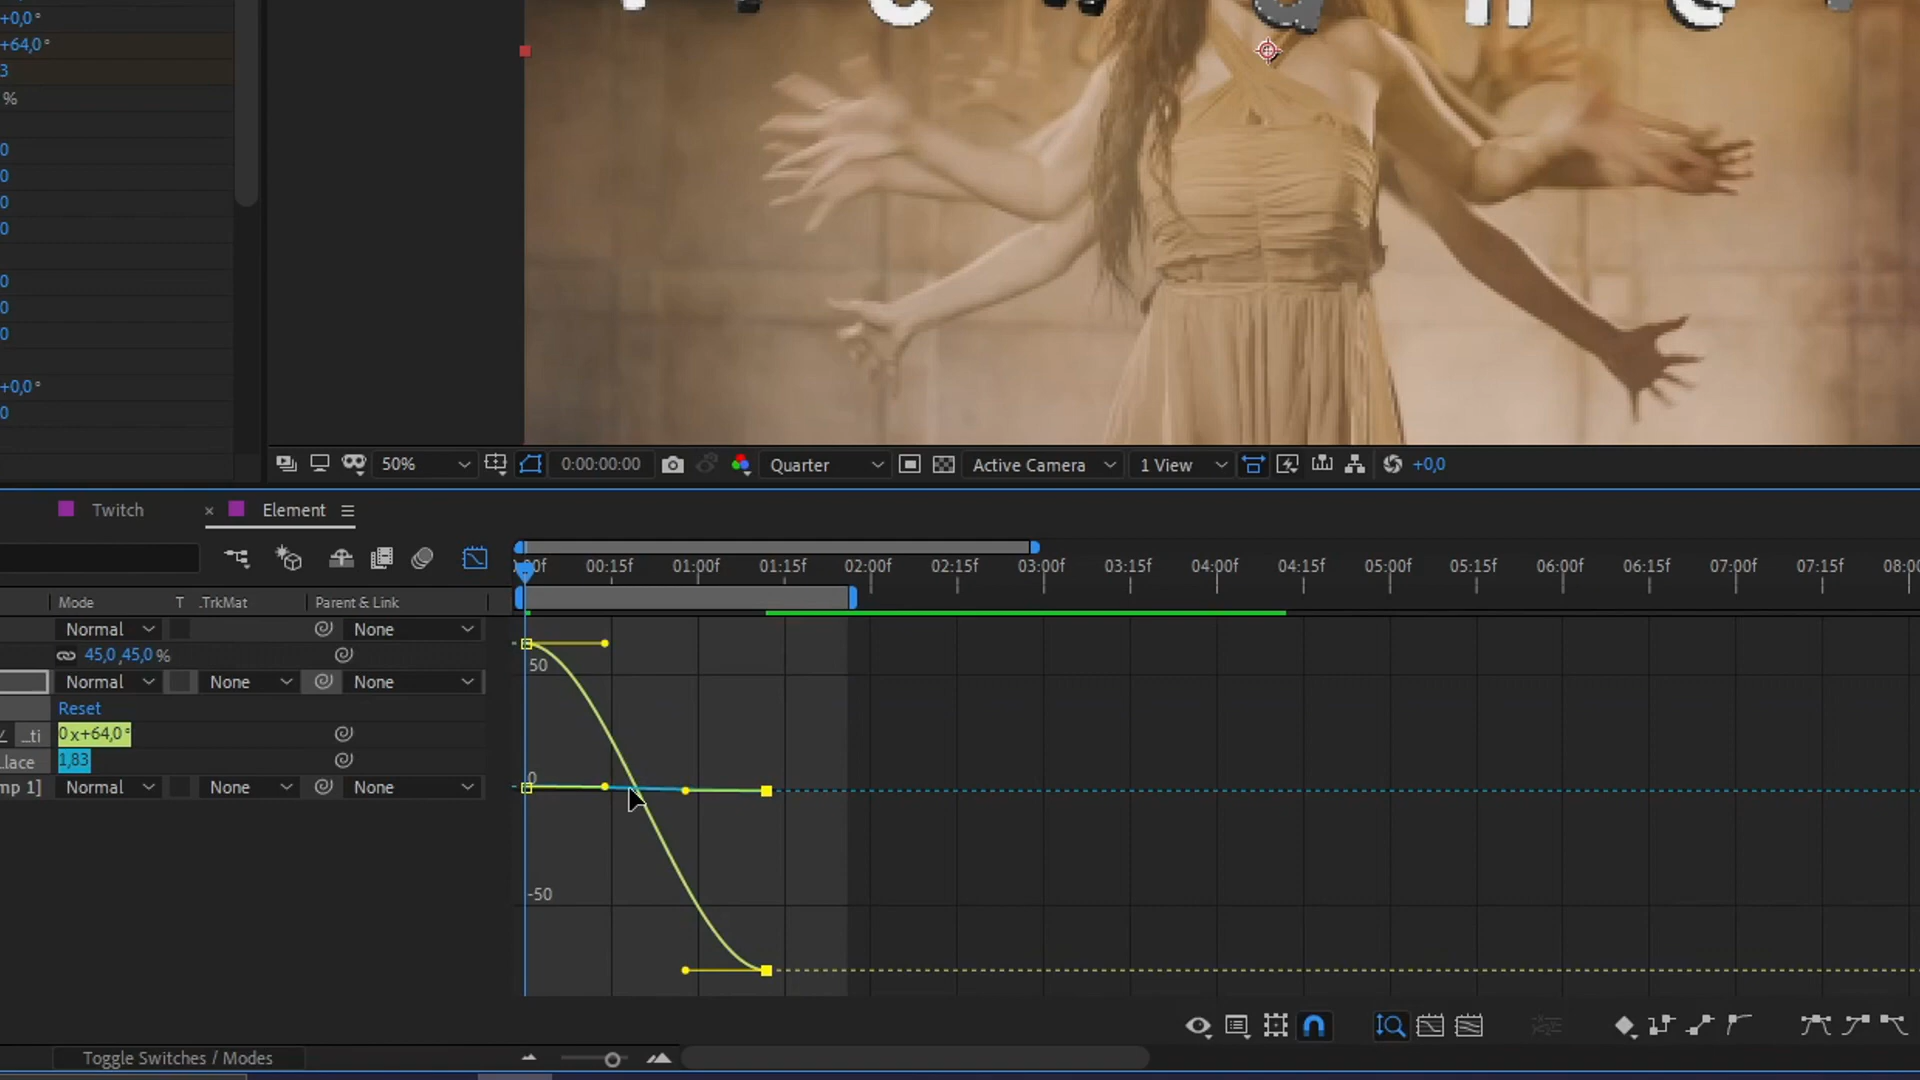 +0,0°
+64,0°
3
%
0
0
0
0
0
0
0
+0,0°
0
50% 0:00:00:00 Quarter Active Camera 1 View +0,0
Twitch × Element
00f 00:15f 01:00f 01:15f 02:00f 02:15f 03:00f 03:15f 04:00f 04:15f 05:00f 05:15f 06:00f 06:15f 07:00f 07:15f 08:00
Mode T .TrkMat Parent & Link
Normal None
45,0,45,0%
50
Normal None None
Reset
...ti 0x+64,0°
lace 1,83
0
mp 1] Normal None None
-50
Toggle Switches / Modes